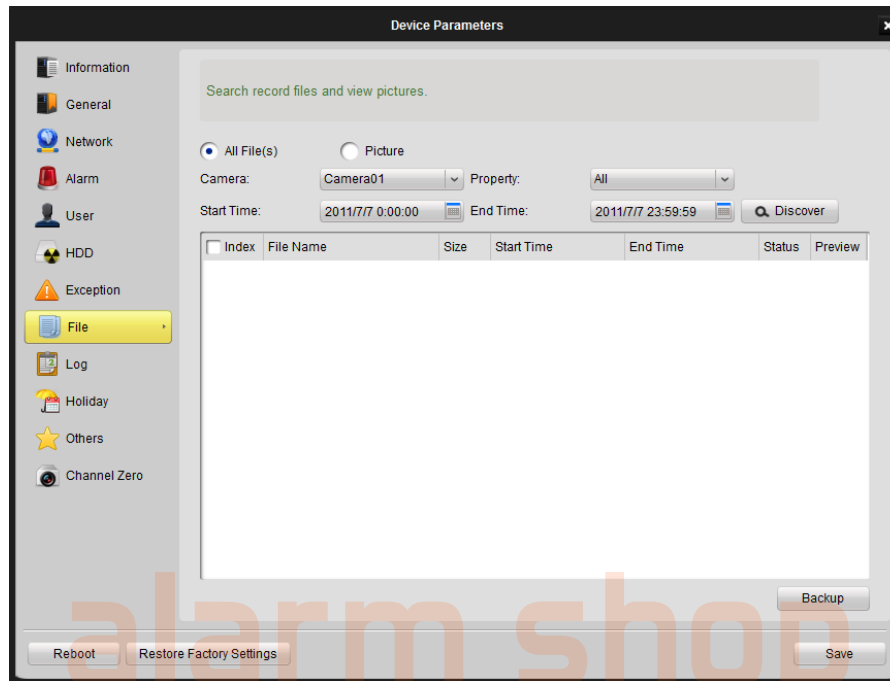 Device Parameters
Information
General
Network
Alarm
User
HDD
Exception
File
Log
Holiday
Others
Channel Zero
Search record files and view pictures.
All File(s) Picture
Camera: Camera01 Property: All
Start Time: 2011/7/7 0:00:00 End Time: 2011/7/7 23:59:59 Discover
Index File Name Size Start Time End Time Status Preview
Backup
alarm shop
Reboot Restore Factory Settings Save